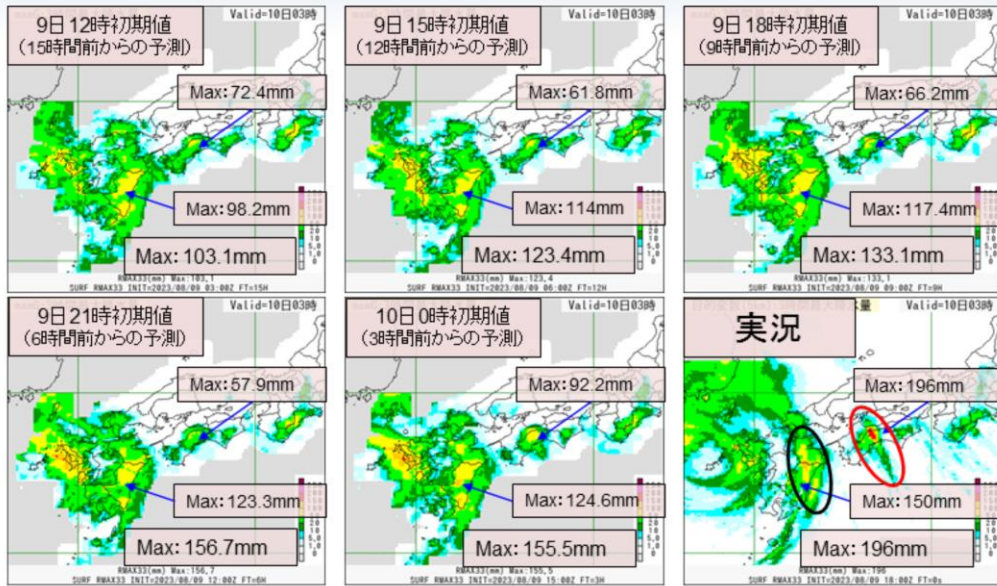 9日12時初期値
(15時間前からの予測)
Valid=10日03時
Max:72.4mm
Max:98.2mm
Max:103.1mm
RMAX33(mm) Max:103.1
SURF RMAX33 INIT=2023/08/09 03:00Z FT=15H
9日15時初期値
(12時間前からの予測)
Valid=10日03時
Max:61.8mm
Max:114mm
Max:123.4mm
RMAX33(mm) Max:123.4
SURF RMAX33 INIT=2023/08/09 06:00Z FT=12H
9日18時初期値
(9時間前からの予測)
Valid=10日03時
Max:66.2mm
Max:117.4mm
Max:133.1mm
RMAX33(mm) Max:133.1
SURF RMAX33 INIT=2023/08/09 09:00Z FT=9H
9日21時初期値
(6時間前からの予測)
Valid=10日03時
Max:57.9mm
Max:123.3mm
Max:156.7mm
RMAX33(mm) Max:156.7
SURF RMAX33 INIT=2023/08/09 12:00Z FT=6H
10日0時初期値
(3時間前からの予測)
Valid=10日03時
Max:92.2mm
Max:124.6mm
Max:155.5mm
RMAX33(mm) Max:155.5
SURF RMAX33 INIT=2023/08/09 15:00Z FT=3H
実況
Valid=10日03時
Max:196mm
Max:150mm
Max:196mm
RMAX33(mm) Max:196